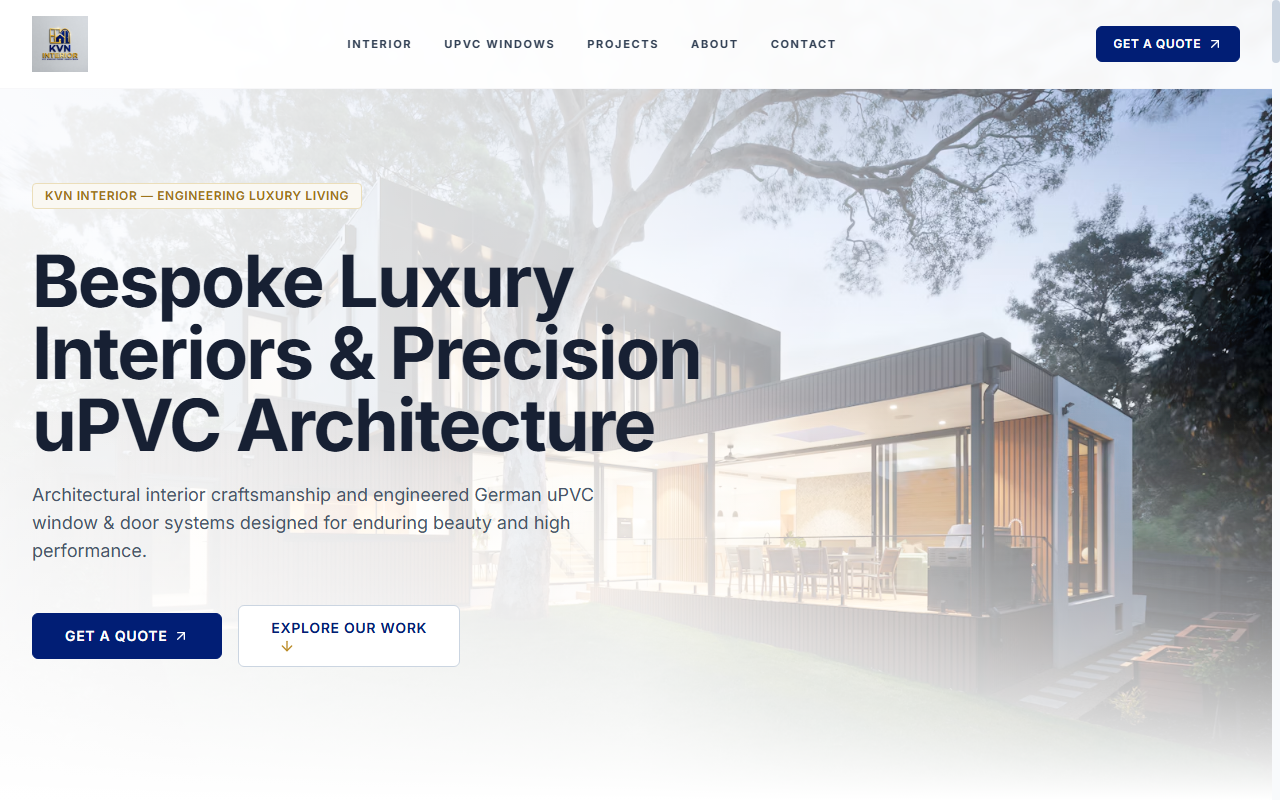 KVN
INTERIOR
INTERIOR
UPVC WINDOWS
PROJECTS
ABOUT
CONTACT
GET A QUOTE
KVN INTERIOR — ENGINEERING LUXURY LIVING
Bespoke Luxury
Interiors & Precision
uPVC Architecture
Architectural interior craftsmanship and engineered German uPVC
window & door systems designed for enduring beauty and high
performance.
GET A QUOTE
EXPLORE OUR WORK